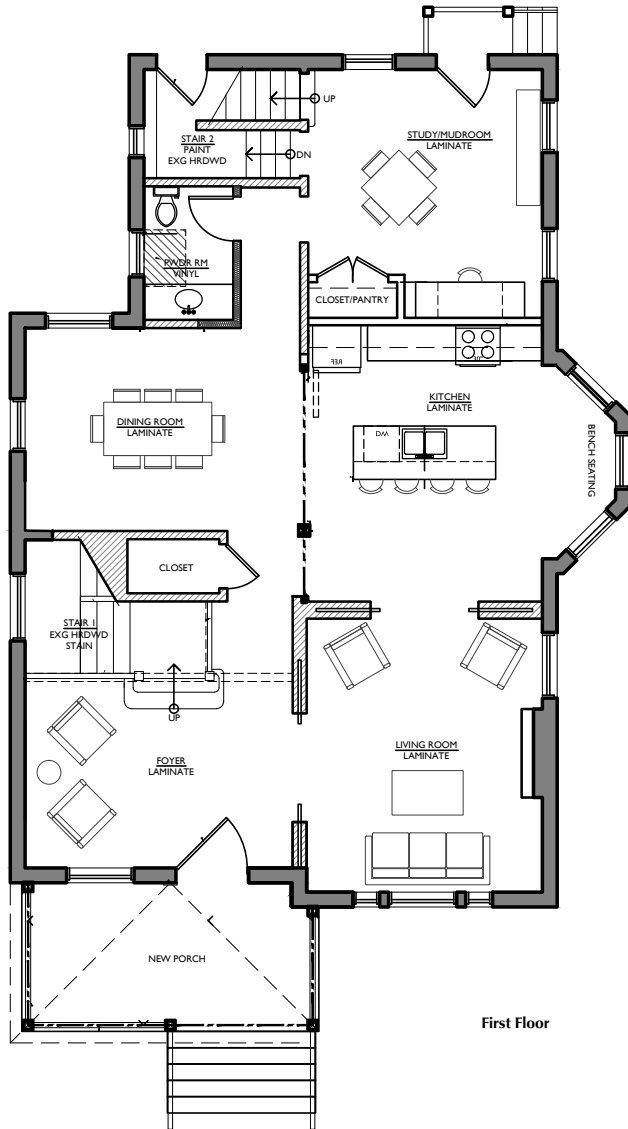 UP
STAIR 2
PAINT
EXG HRDWD
DN
STUDY/MUDROOM
LAMINATE
PWDR RM
VINYL
CLOSET/PANTRY
REF
30"
KITCHEN
LAMINATE
DINING ROOM
LAMINATE
DW
BENCH SEATING
CLOSET
STAIR 1
EXG HRDWD
STAIN
UP
FOYER
LAMINATE
LIVING ROOM
LAMINATE
NEW PORCH
First Floor